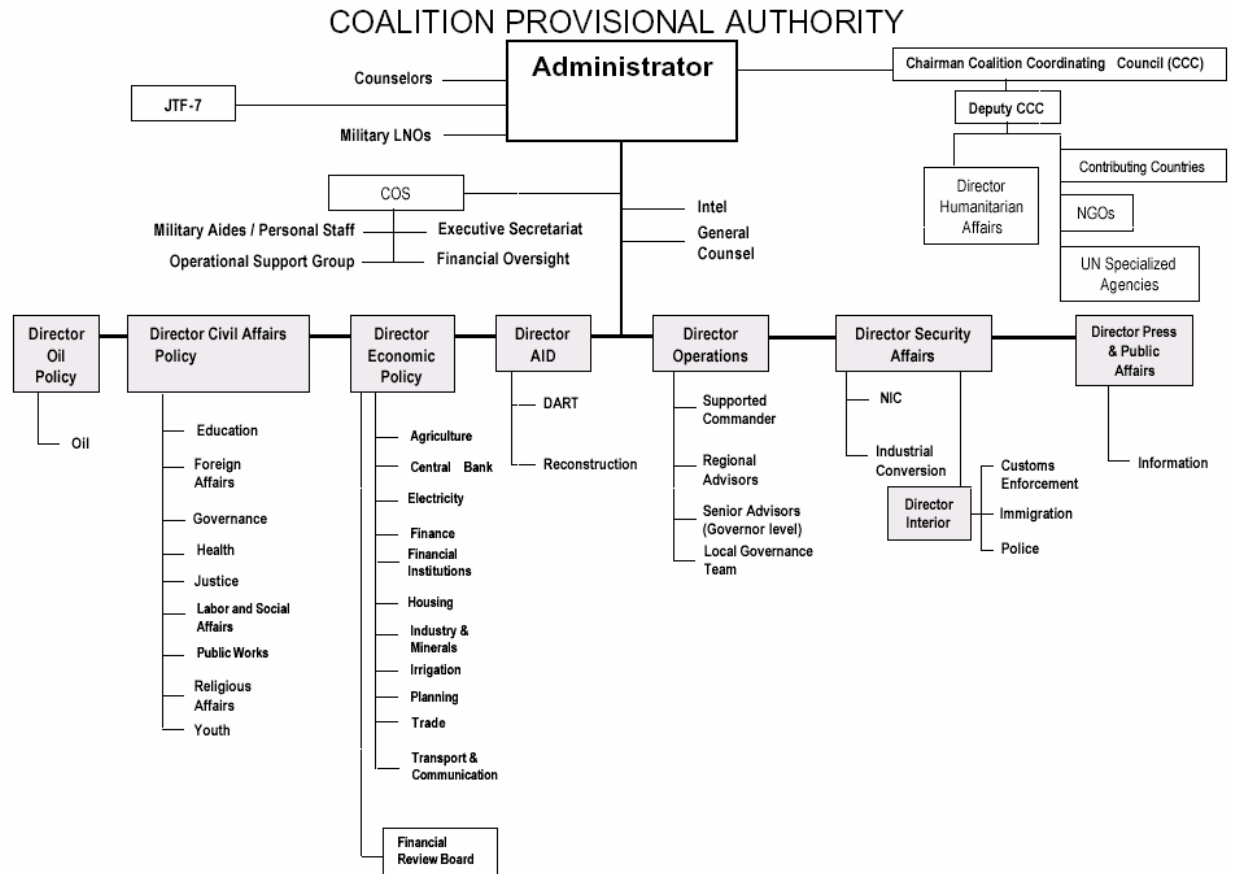 COALITION PROVISIONAL AUTHORITY
Administrator
Counselors
JTF-7
Military LNOs
Chairman Coalition Coordinating Council (CCC)
Deputy CCC
Director
Humanitarian
Affairs
Contributing Countries
NGOs
UN Specialized
Agencies
COS
Military Aides / Personal Staff
Executive Secretariat
Operational Support Group
Financial Oversight
Intel
General
Counsel
Director
Oil
Policy
Oil
Director Civil Affairs
Policy
Education
Foreign
Affairs
Governance
Health
Justice
Labor and Social
Affairs
Public Works
Religious
Affairs
Youth
Director
Economic
Policy
Agriculture
Central Bank
Electricity
Finance
Financial
Institutions
Housing
Industry &
Minerals
Irrigation
Planning
Trade
Transport &
Communication
Financial
Review Board
Director
AID
DART
Reconstruction
Director
Operations
Supported
Commander
Regional
Advisors
Senior Advisors
(Governor level)
Local Governance
Team
Director Security
Affairs
NIC
Industrial
Conversion
Director
Interior
Customs
Enforcement
Immigration
Police
Director Press
& Public
Affairs
Information